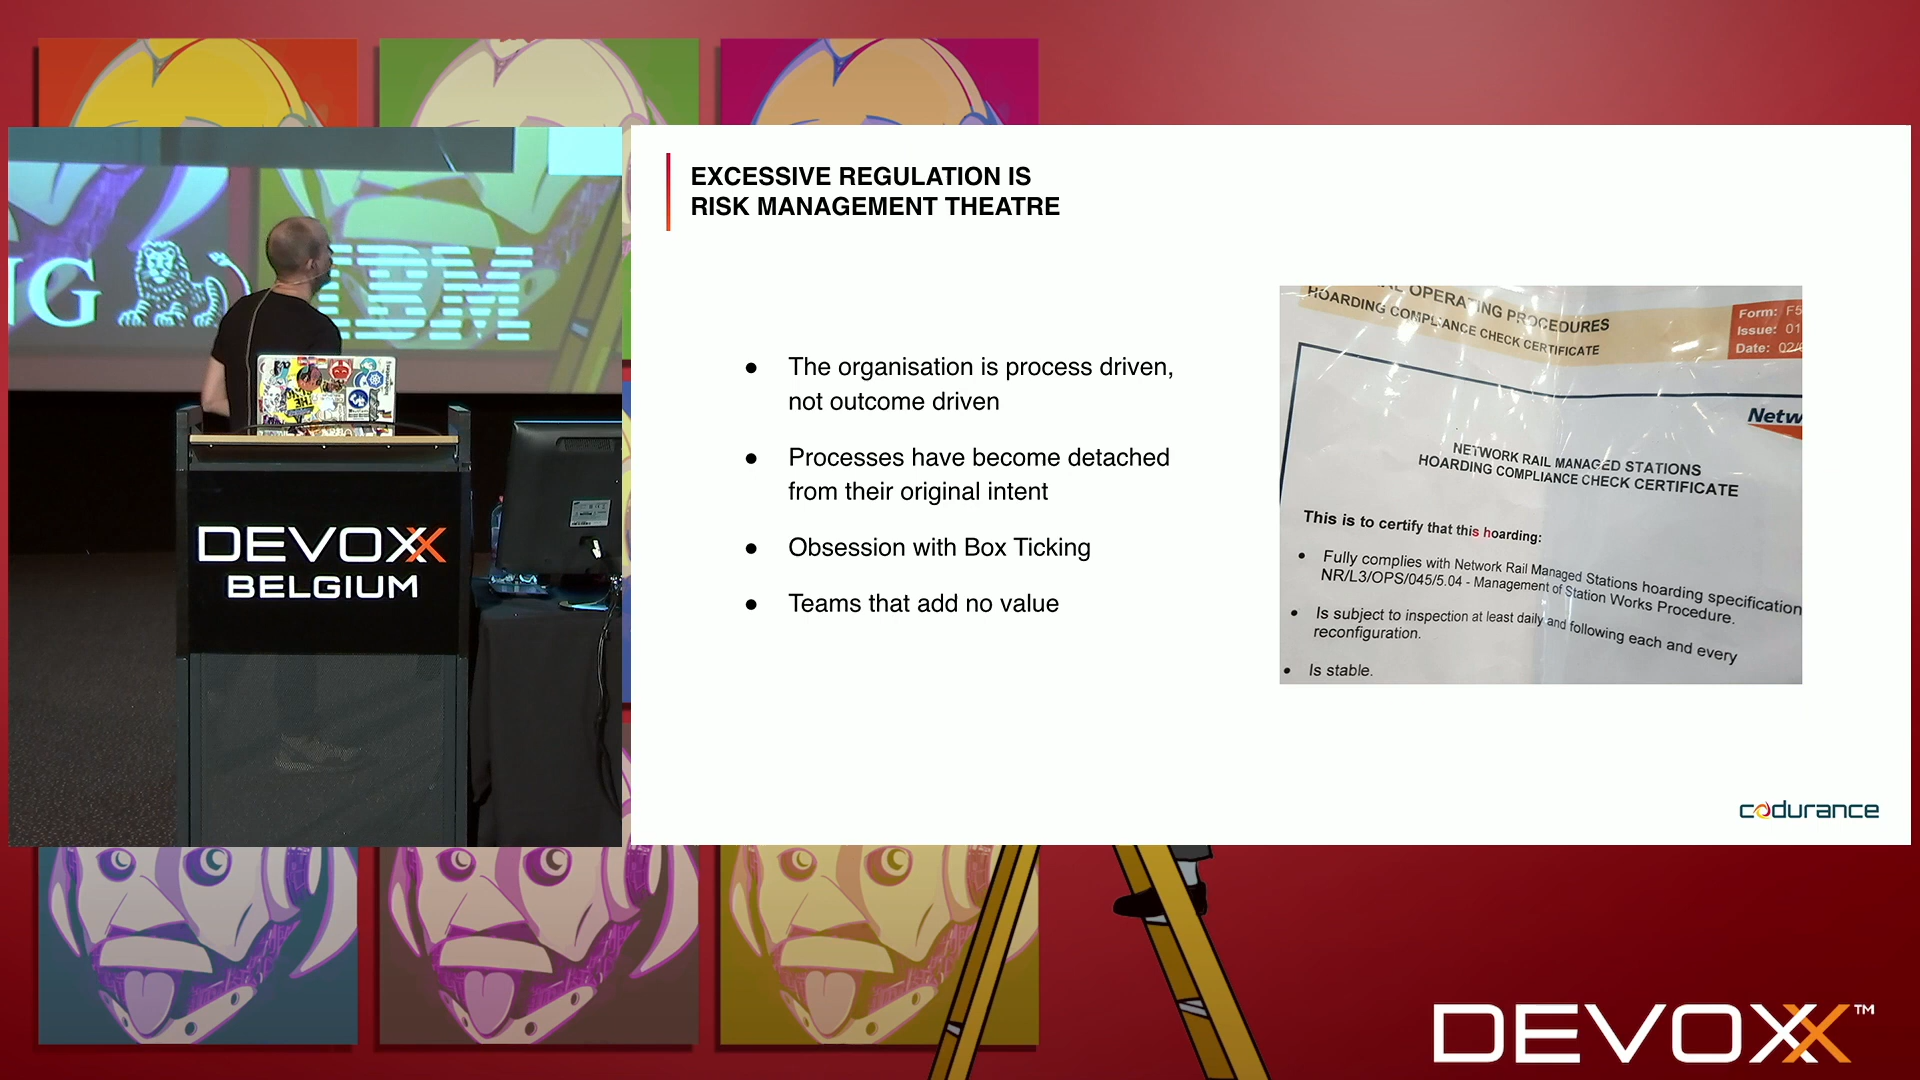 EXCESSIVE REGULATION IS
RISK MANAGEMENT THEATRE
● The organisation is process driven,
not outcome driven
● Processes have become detached
from their original intent
● Obsession with Box Ticking
● Teams that add no value
OPERATING PROCEDURES
HOARDING COMPLIANCE CHECK CERTIFICATE
Form: F5
Issue: 01
Date: 02/
Netw
NETWORK RAIL MANAGED STATIONS
HOARDING COMPLIANCE CHECK CERTIFICATE
This is to certify that this hoarding:
• Fully complies with Network Rail Managed Stations hoarding specification
NR/L3/OPS/045/5.04 - Management of Station Works Procedure.
• Is subject to inspection at least daily and following each and every
reconfiguration.
• Is stable.
codurance
NG
IBM
DEVOXX
BELGIUM
DEVOXX™